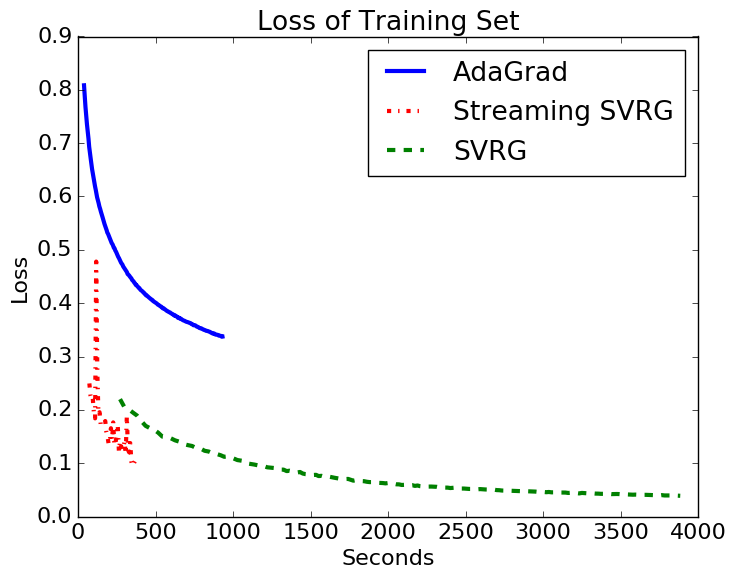 Loss of Training Set
0.9
0.8
0.7
0.6
0.5
0.4
0.3
0.2
0.1
0.0
Loss
AdaGrad
Streaming SVRG
SVRG
0 500 1000 1500 2000 2500 3000 3500 4000
Seconds